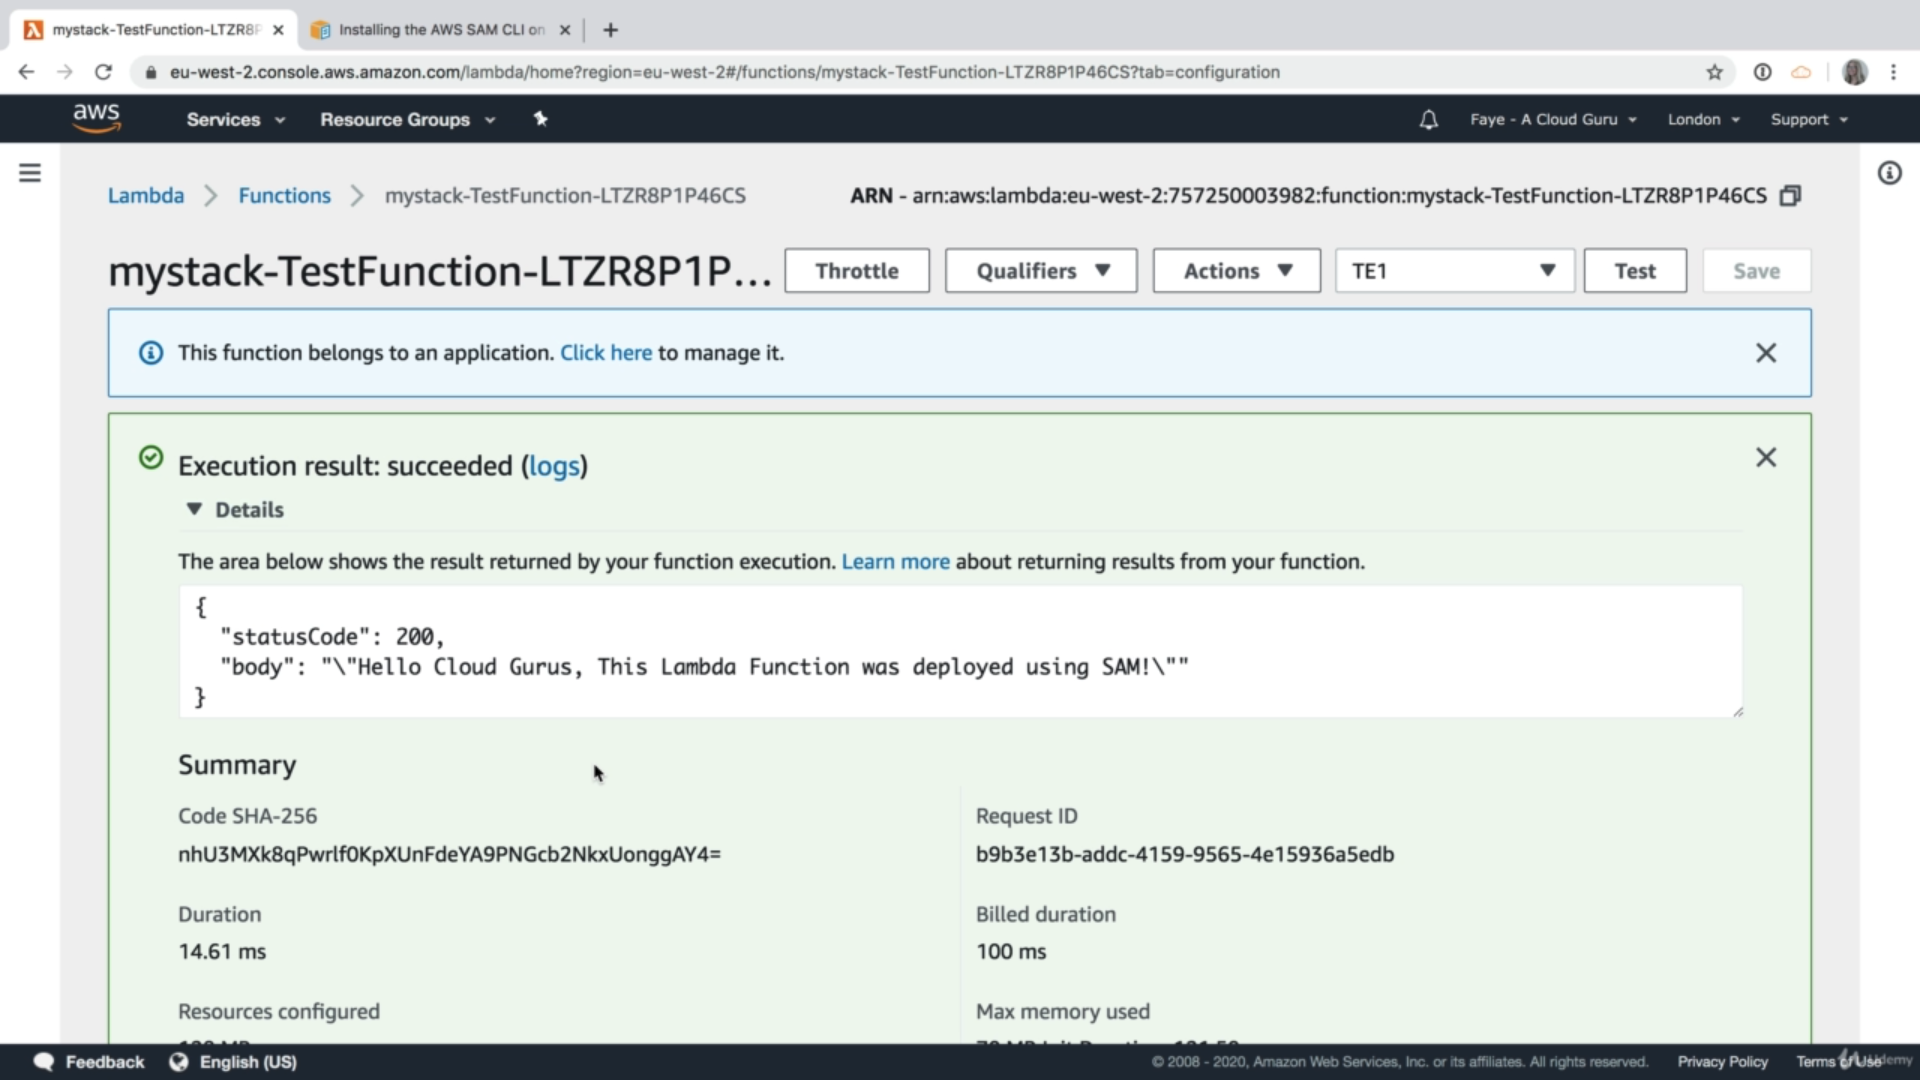 mystack-TestFunction-LTZR8P
Installing the AWS SAM CLI on
eu-west-2.console.aws.amazon.com/lambda/home?region=eu-west-2#/functions/mystack-TestFunction-LTZR8P1P46CS?tab=configuration
aws
Services
Resource Groups
Faye - A Cloud Guru
London
Support
Lambda > Functions > mystack-TestFunction-LTZR8P1P46CS
ARN - arn:aws:lambda:eu-west-2:757250003982:function:mystack-TestFunction-LTZR8P1P46CS
mystack-TestFunction-LTZR8P1P...
Throttle
Qualifiers
Actions
TE1
Test
Save
This function belongs to an application. Click here to manage it.
Execution result: succeeded (logs)
Details
The area below shows the result returned by your function execution. Learn more about returning results from your function.
{
"statusCode": 200,
"body": "\"Hello Cloud Gurus, This Lambda Function was deployed using SAM!\""
}
Summary
Code SHA-256
nhU3MXk8qPwrlf0KpXUnFdeYA9PNGcb2NkxUonggAY4=
Request ID
b9b3e13b-addc-4159-9565-4e15936a5edb
Duration
14.61 ms
Billed duration
100 ms
Resources configured
Max memory used
Feedback
English (US)
© 2008 - 2020, Amazon Web Services, Inc. or its affiliates. All rights reserved.
Privacy Policy
Terms of Use